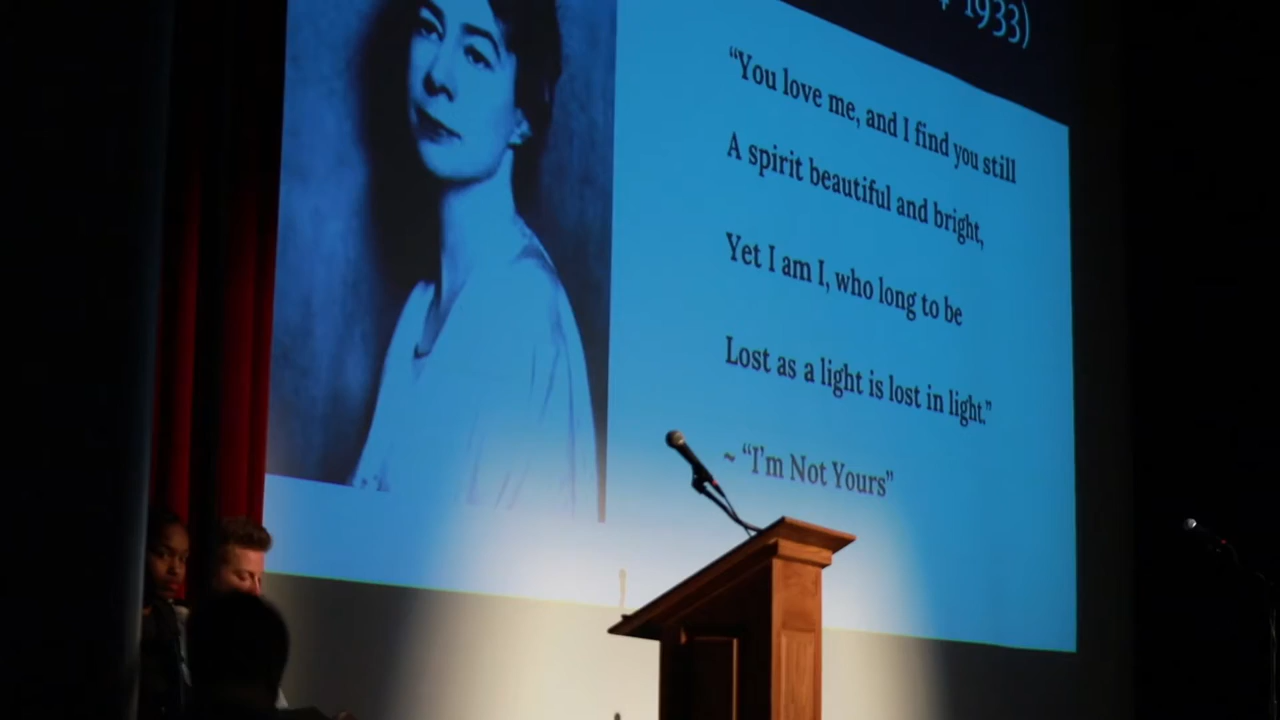 1933)
“You love me, and I find you still
A spirit beautiful and bright,
Yet I am I, who long to be
Lost as a light is lost in light.”
~ “I’m Not Yours”